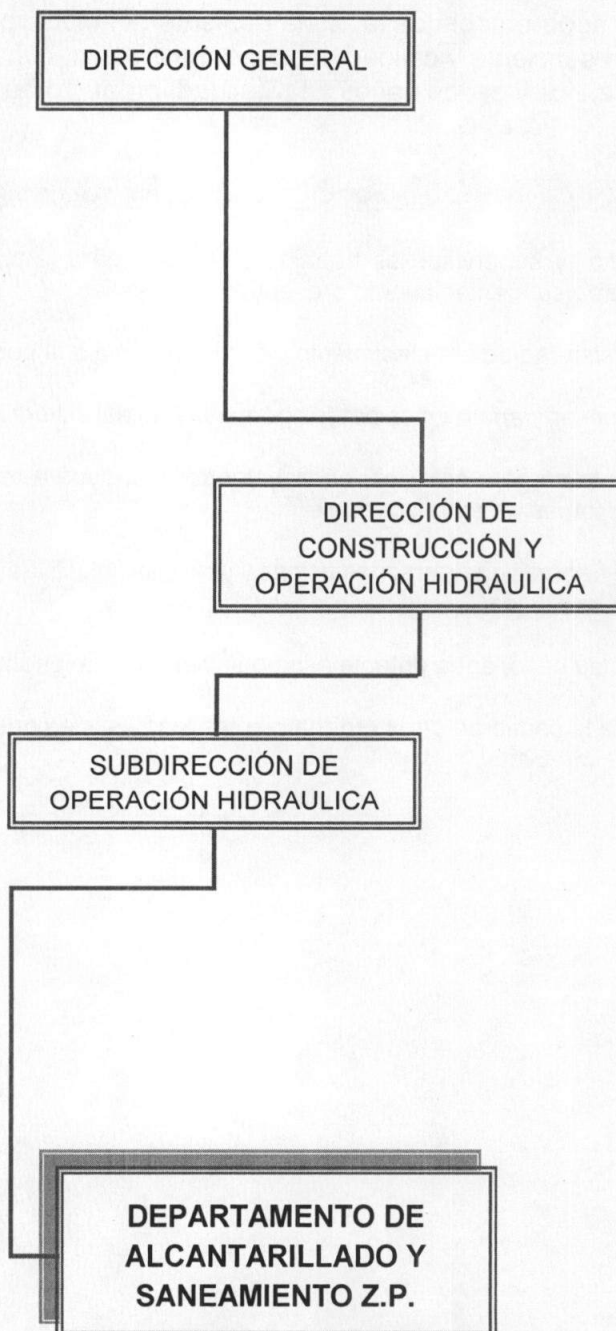 DIRECCIÓN GENERAL
DIRECCIÓN DE
CONSTRUCCIÓN Y
OPERACIÓN HIDRAULICA
SUBDIRECCIÓN DE
OPERACIÓN HIDRAULICA
DEPARTAMENTO DE
ALCANTARILLADO Y
SANEAMIENTO Z.P.